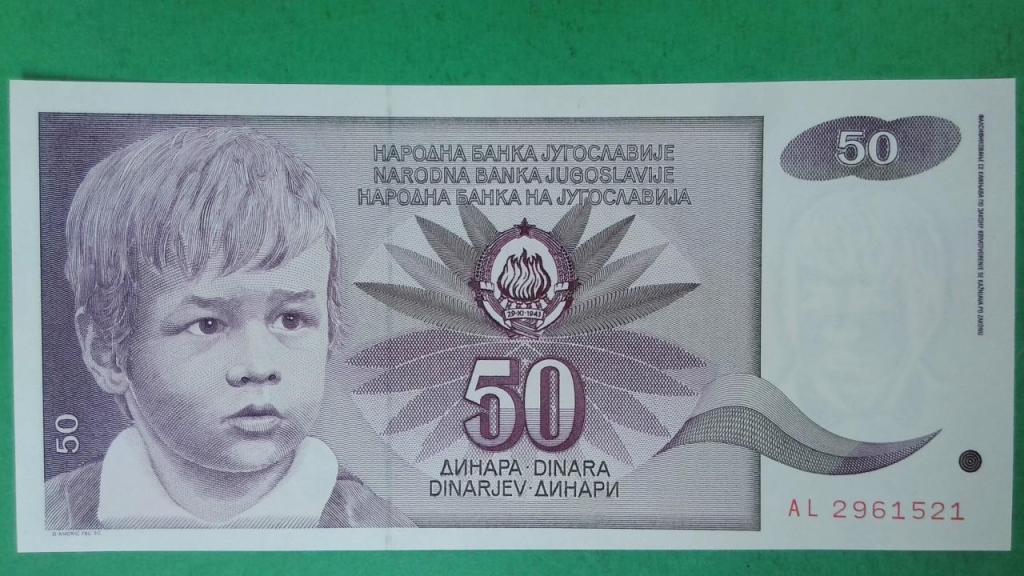 НАРОДНА БАНКА ЈУГОСЛАВИЈЕ
NARODNA BANKA JUGOSLAVIJE
НАРОДНА БАНКА НА ЈУГОСЛАВИЈА
50
29·XI·1943
50
50
ДИНАРА · DINARA
DINARJEV · ДИНАРИ
AL 2961521